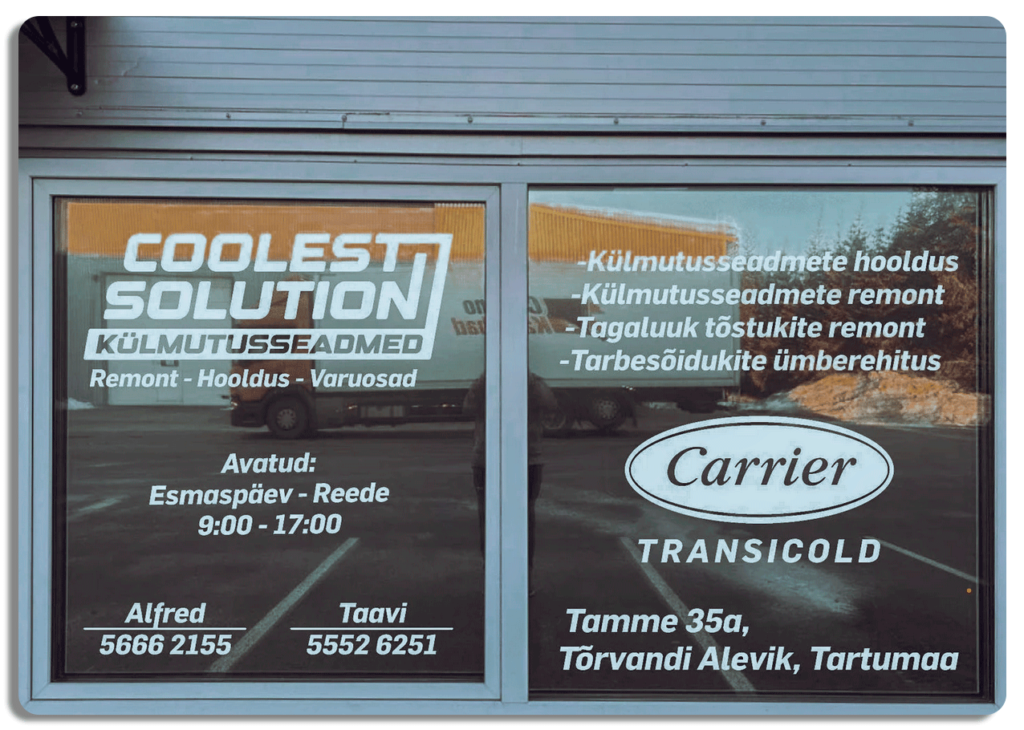 COOLEST
SOLUTION
KÜLMUTUSSEADMED
Remont - Hooldus - Varuosad
Avatud:
Esmaspäev - Reede
9:00 - 17:00
Alfred
5666 2155
Taavi
5552 6251
-Külmutusseadmete hooldus
-Külmutusseadmete remont
-Tagaluuk tõstukite remont
-Tarbesõidukite ümberehitus
Carrier
TRANSICOLD
Tamme 35a,
Tõrvandi Alevik, Tartumaa